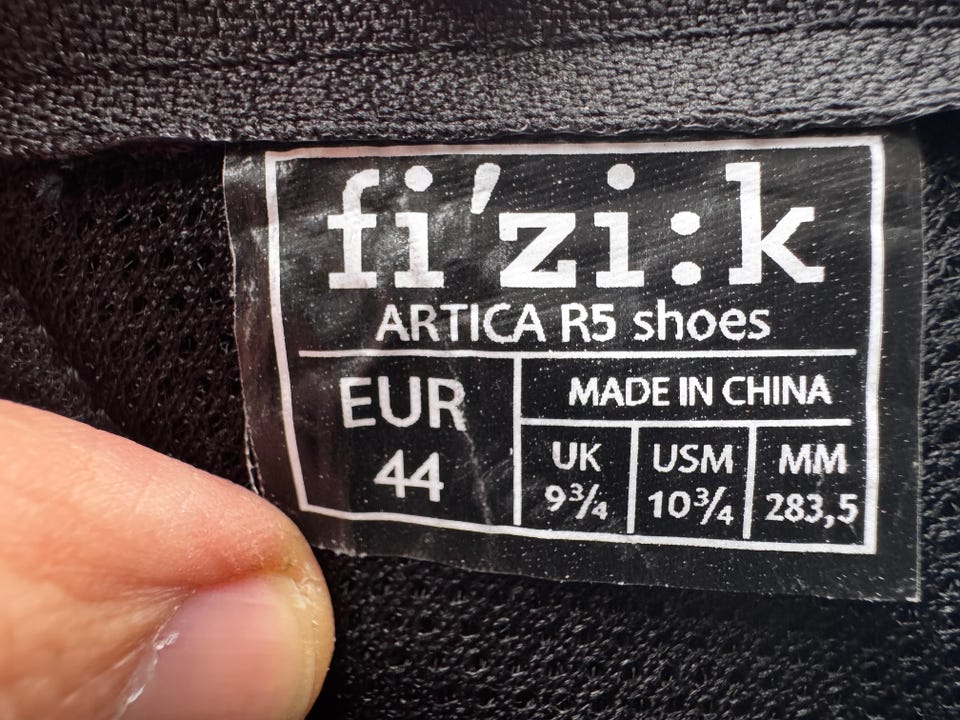 fi'zi:k
ARTICA R5 shoes
EUR
44
MADE IN CHINA
UK USM MM
9¾ 10¾ 283,5